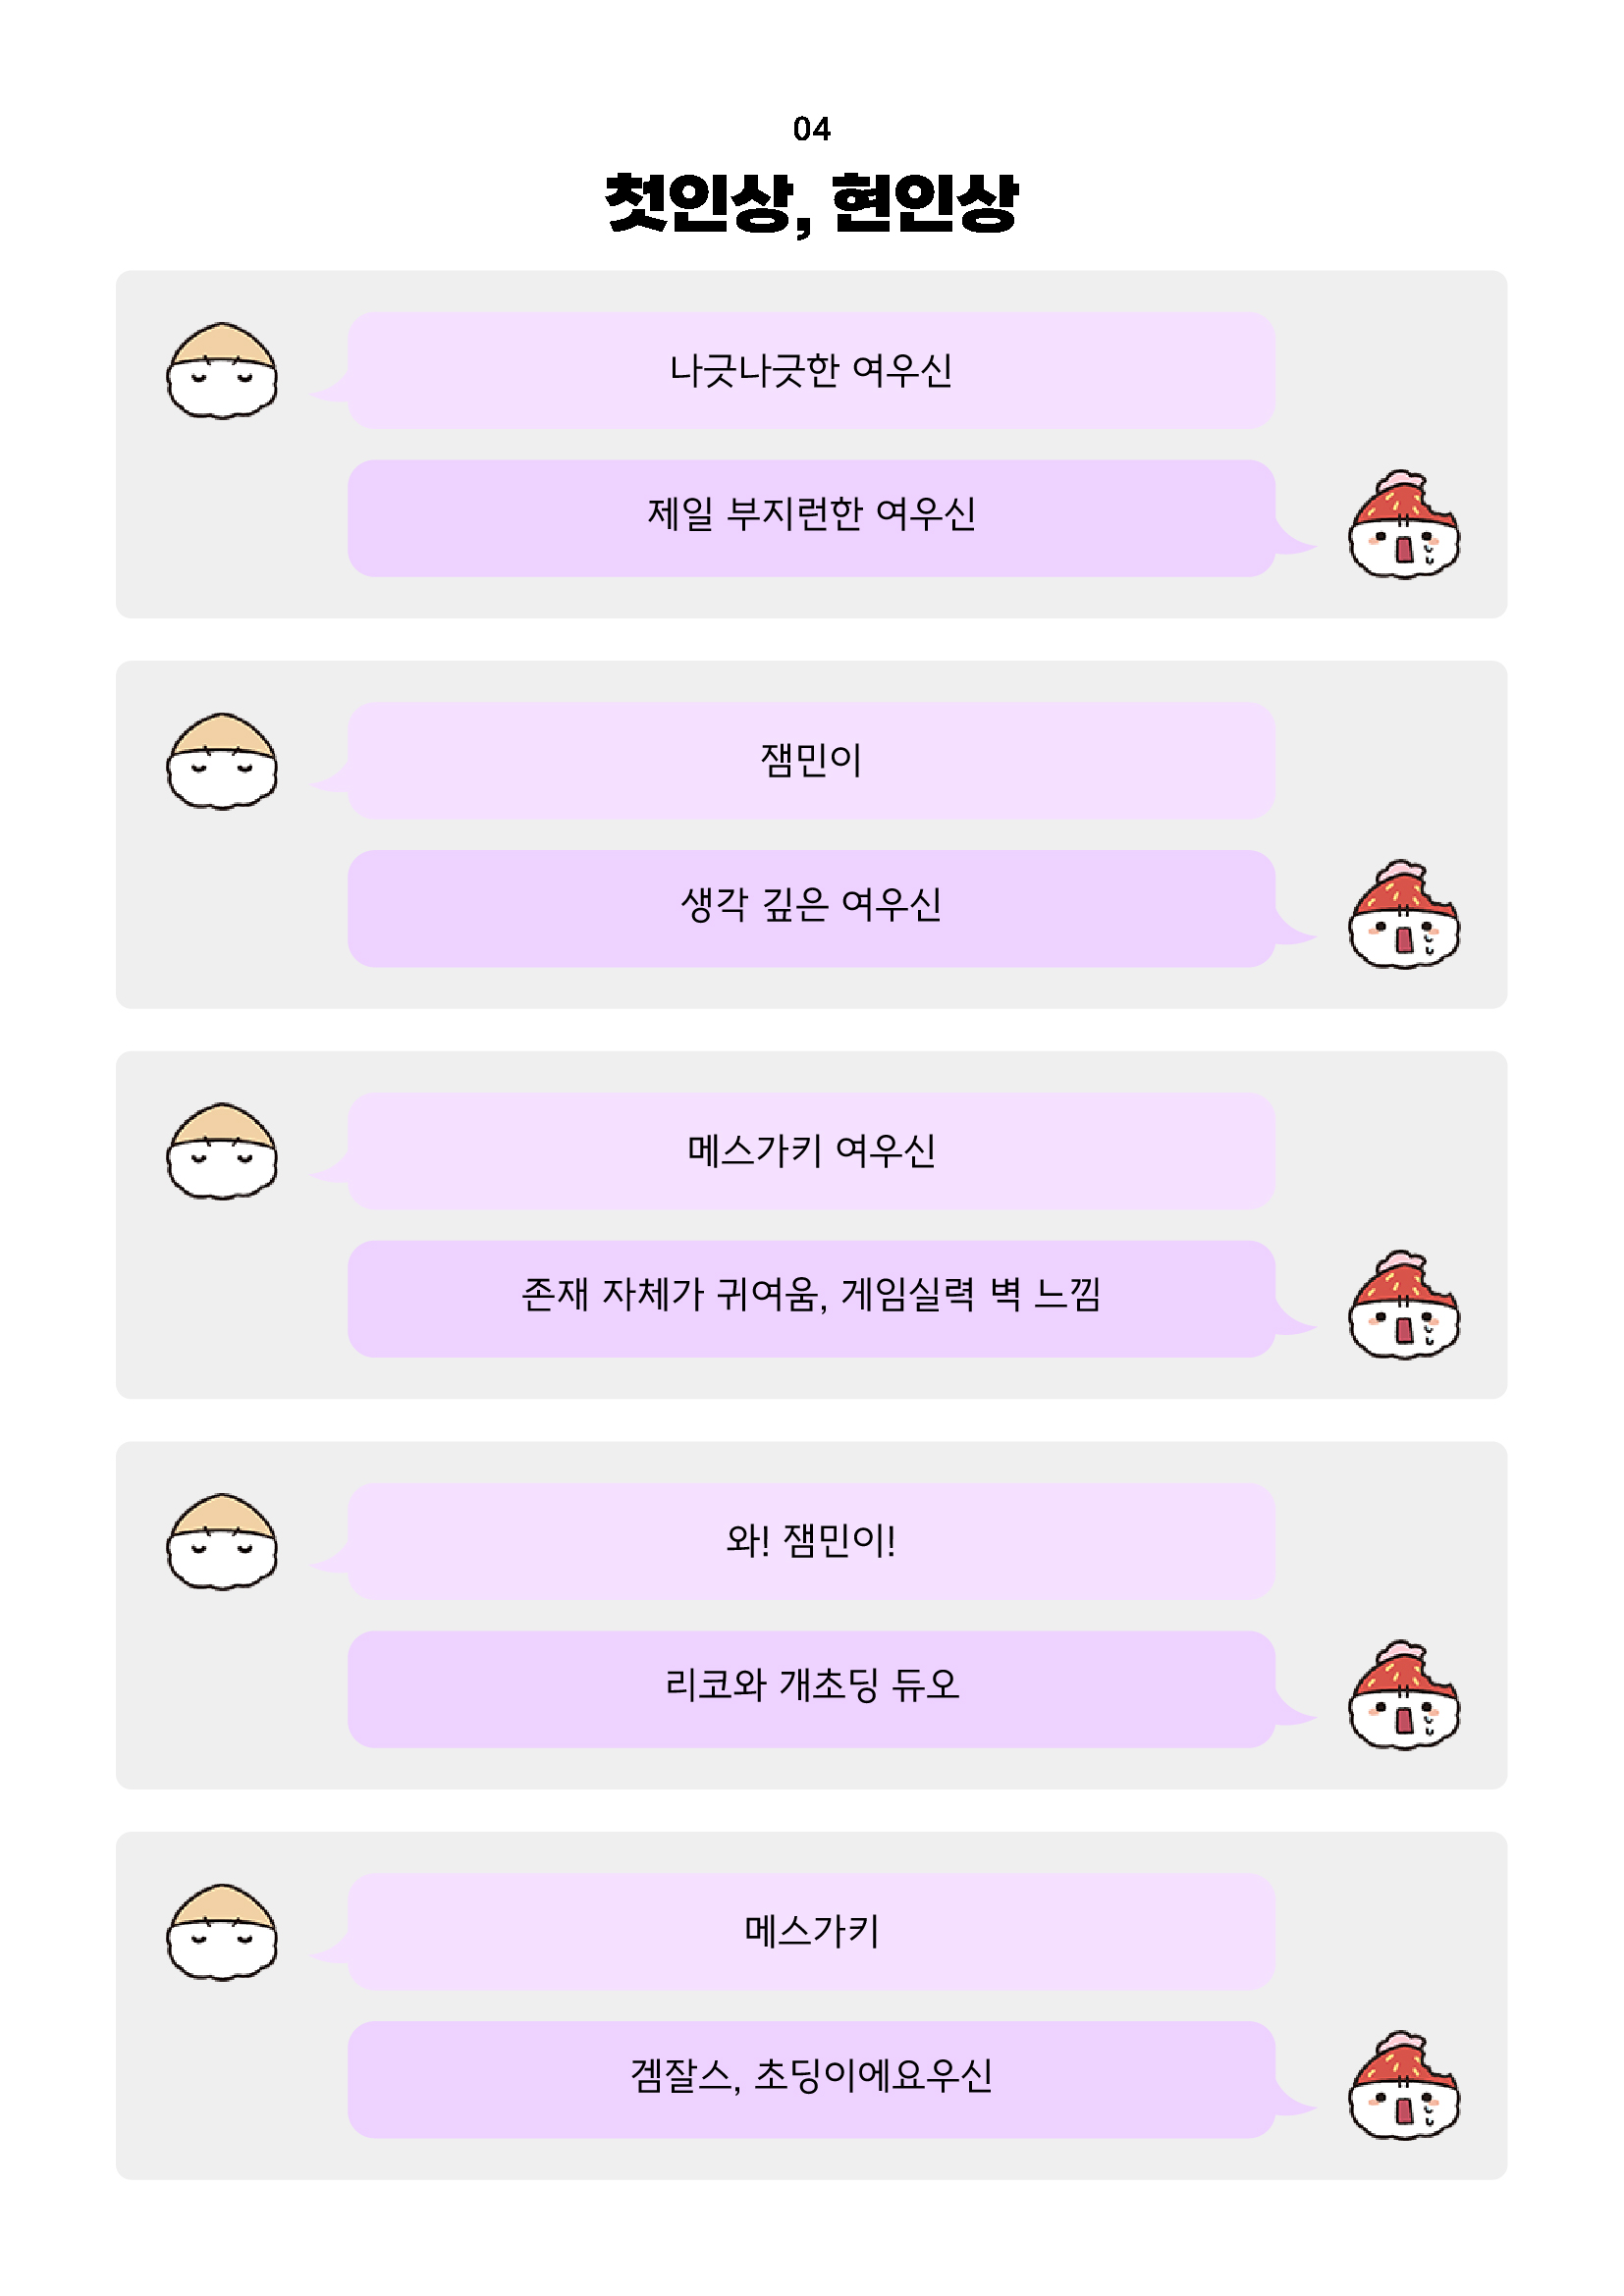 04
첫인상, 현인상
나긋나긋한 여우신
제일 부지런한 여우신
잼민이
생각 깊은 여우신
메스가키 여우신
존재 자체가 귀여움, 게임실력 벽 느낌
와! 잼민이!
리코와 개초딩 듀오
메스가키
겜잘스, 초딩이에요우신